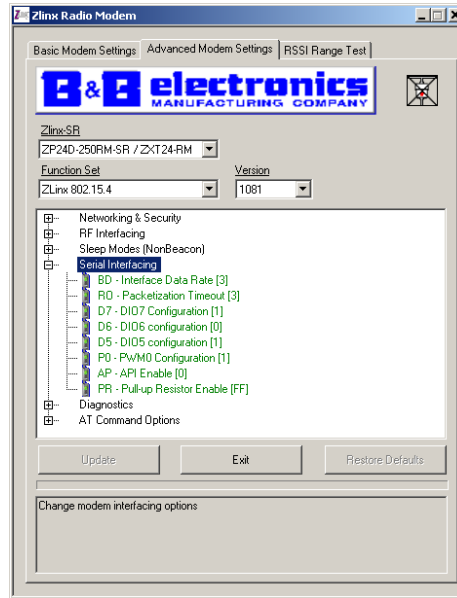 Zlinx Radio Modem
Basic Modem Settings Advanced Modem Settings RSSI Range Test
B&B electronics
MANUFACTURING COMPANY
Zlinx-SR
ZP24D-250RM-SR / ZXT24-RM
Function Set Version
ZLinx 802.15.4 1081
Networking & Security
RF Interfacing
Sleep Modes (NonBeacon)
Serial Interfacing
BD - Interface Data Rate [3]
RO - Packetization Timeout [3]
D7 - DIO7 Configuration [1]
D6 - DIO6 configuration [0]
D5 - DIO5 configuration [1]
P0 - PWM0 Configuration [1]
AP - API Enable [0]
PR - Pull-up Resistor Enable [FF]
Diagnostics
AT Command Options
Update Exit Restore Defaults
Change modem interfacing options